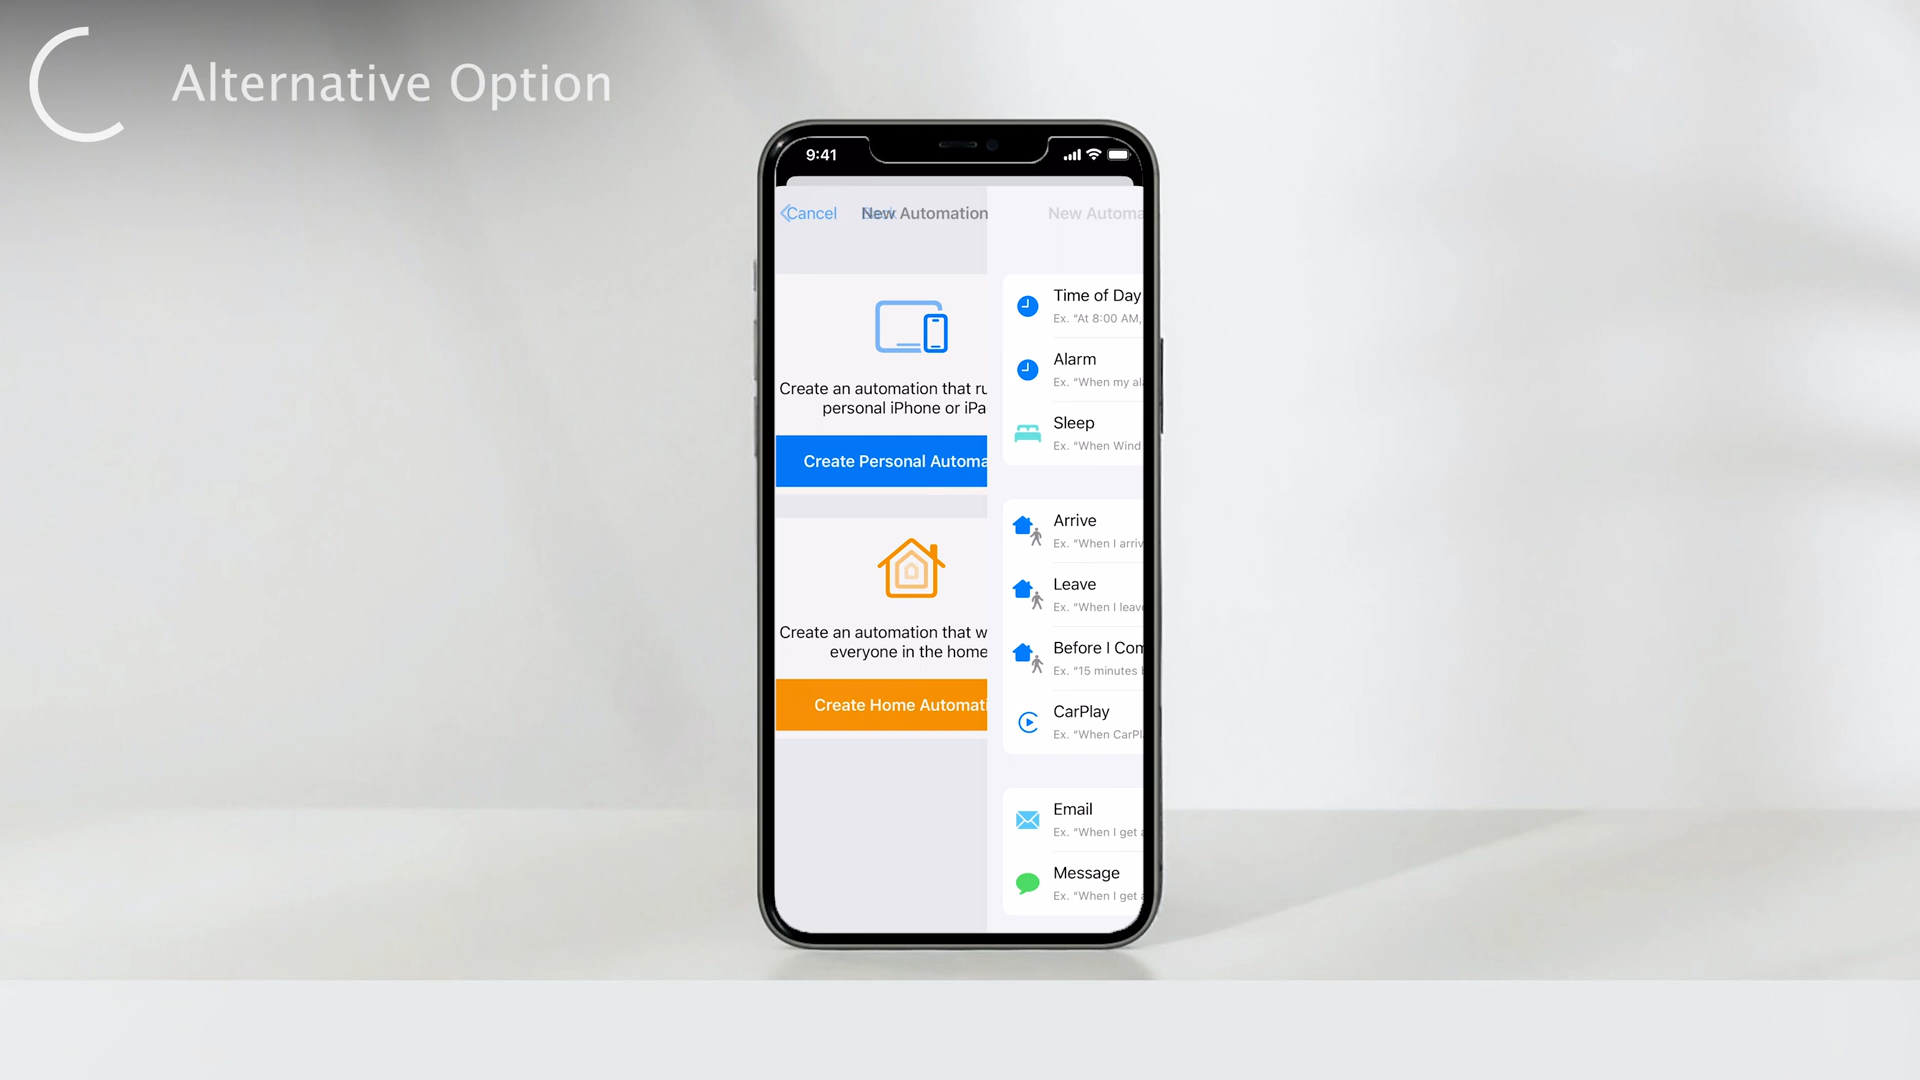 Alternative Option
9:41
Cancel
New Automation
New Automa
Create an automation that ru
personal iPhone or iPa
Create Personal Automa
Create an automation that w
everyone in the home
Create Home Automati
Time of Day
Ex. “At 8:00 AM,
Alarm
Ex. “When my al
Sleep
Ex. “When Wind
Arrive
Ex. “When I arriv
Leave
Ex. “When I leav
Before I Com
Ex. “15 minutes
CarPlay
Ex. “When CarPl
Email
Ex. “When I get a
Message
Ex. “When I get a